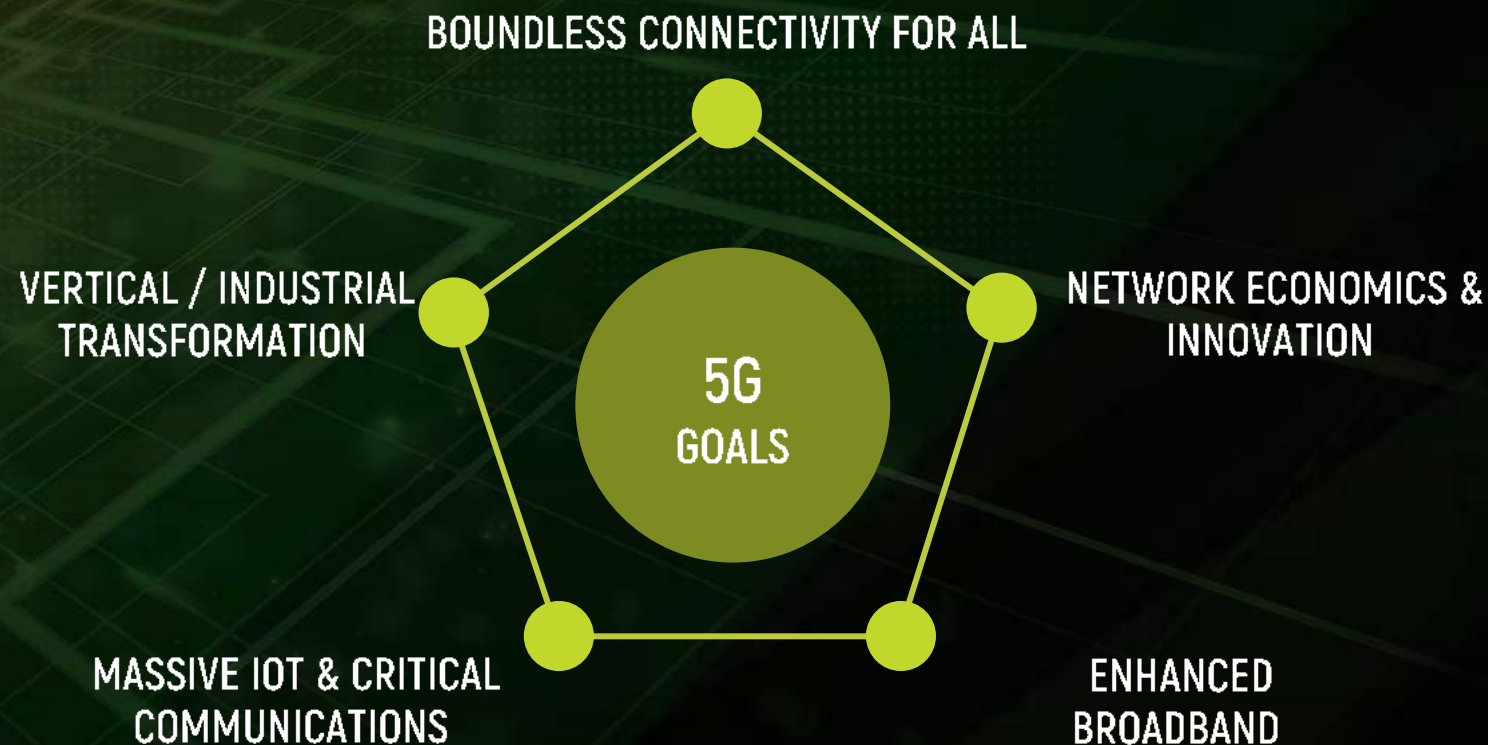 BOUNDLESS CONNECTIVITY FOR ALL
VERTICAL / INDUSTRIAL
TRANSFORMATION
NETWORK ECONOMICS &
INNOVATION
5G
GOALS
MASSIVE IOT & CRITICAL
COMMUNICATIONS
ENHANCED
BROADBAND